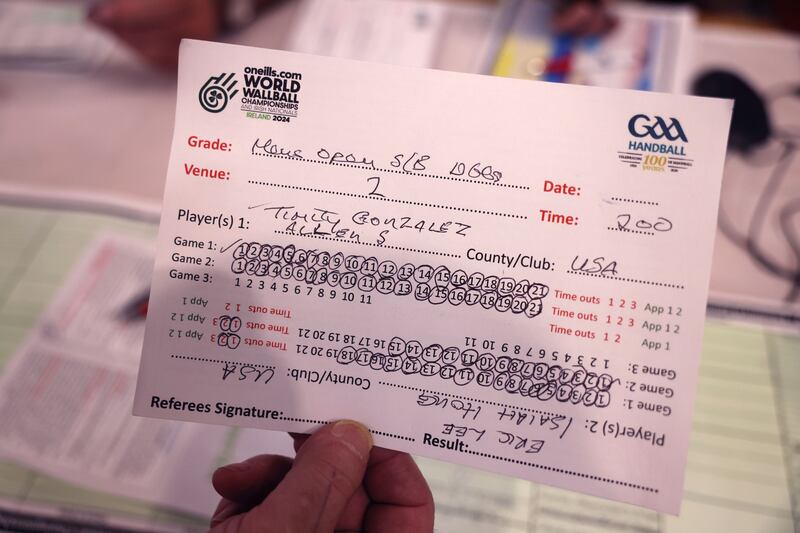 oneills.com
WORLD
WALLBALL
CHAMPIONSHIPS
AND IRISH NATIONALS
IRELAND 2024
GAA
HANDBALL
CELEBRATING 100 YEARS
Grade: Mens open S/B Dbls Date:
Venue: 2 Time: 200
Player(s) 1: Timity Gonzalez
Allen S County/Club: USA
Game 1: 1 2 3 4 5 6 7 8 9 10 11 12 13 14 15 16 17 18 19 20 21 Time outs 1 2 3 App 1 2
Game 2: 1 2 3 4 5 6 7 8 9 10 11 12 13 14 15 16 17 18 19 20 21 Time outs 1 2 3 App 1 2
Game 3: 1 2 3 4 5 6 7 8 9 10 11 Time outs 1 2 App 1
Player(s) 2: Eric Lee
Isaiah Hove County/Club: USA
Game 1: 1 2 3 4 5 6 7 8 9 10 11 12 13 14 15 16 17 18 19 20 21 Time outs 1 2 3 App 1 2
Game 2: 1 2 3 4 5 6 7 8 9 10 11 12 13 14 15 16 17 18 19 20 21 Time outs 1 2 3 App 1 2
Game 3: 1 2 3 4 5 6 7 8 9 10 11 Time outs 1 2 App 1
Referees Signature: Result: